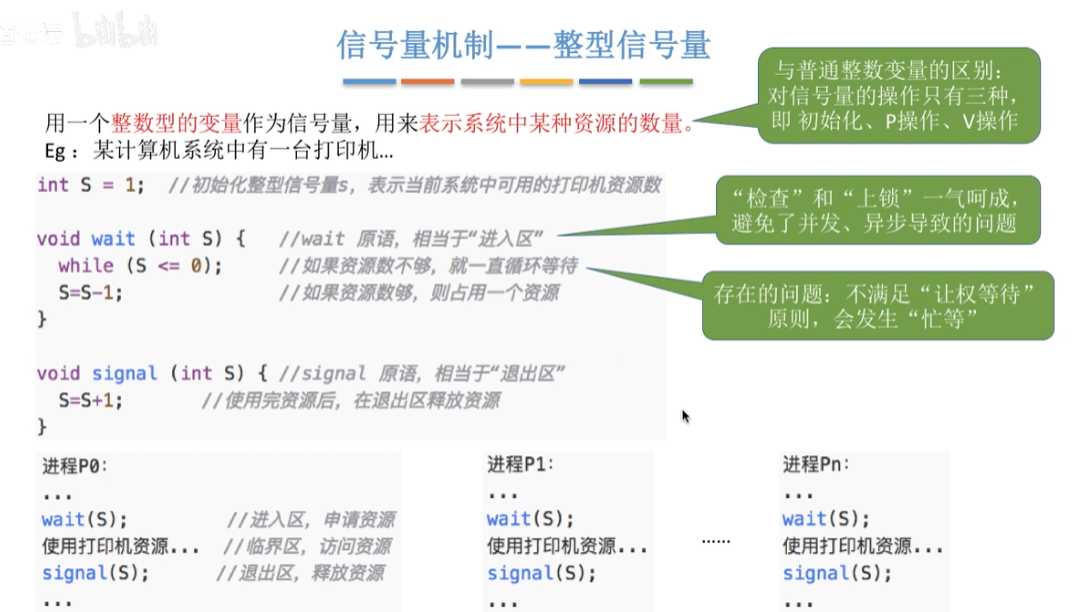 bilibili
信号量机制——整型信号量
与普通整数变量的区别：
对信号量的操作只有三种，
即 初始化、P操作、V操作
用一个整数型的变量作为信号量，用来表示系统中某种资源的数量。
Eg：某计算机系统中有一台打印机...
int S = 1;  //初始化整型信号量s，表示当前系统中可用的打印机资源数
“检查”和“上锁”一气呵成，
避免了并发、异步导致的问题
void wait (int S) {   //wait 原语，相当于“进入区”
while (S <= 0);     //如果资源数不够，就一直循环等待
S=S-1;              //如果资源数够，则占用一个资源
}
存在的问题：不满足“让权等待”
原则，会发生“忙等”
void signal (int S) { //signal 原语，相当于“退出区”
S=S+1;       //使用完资源后，在退出区释放资源
}
进程P0：
...
wait(S);         //进入区，申请资源
使用打印机资源...  //临界区，访问资源
signal(S);       //退出区，释放资源
...
进程P1：
...
wait(S);
使用打印机资源...
signal(S);
...
......
进程Pn：
...
wait(S);
使用打印机资源...
signal(S);
...